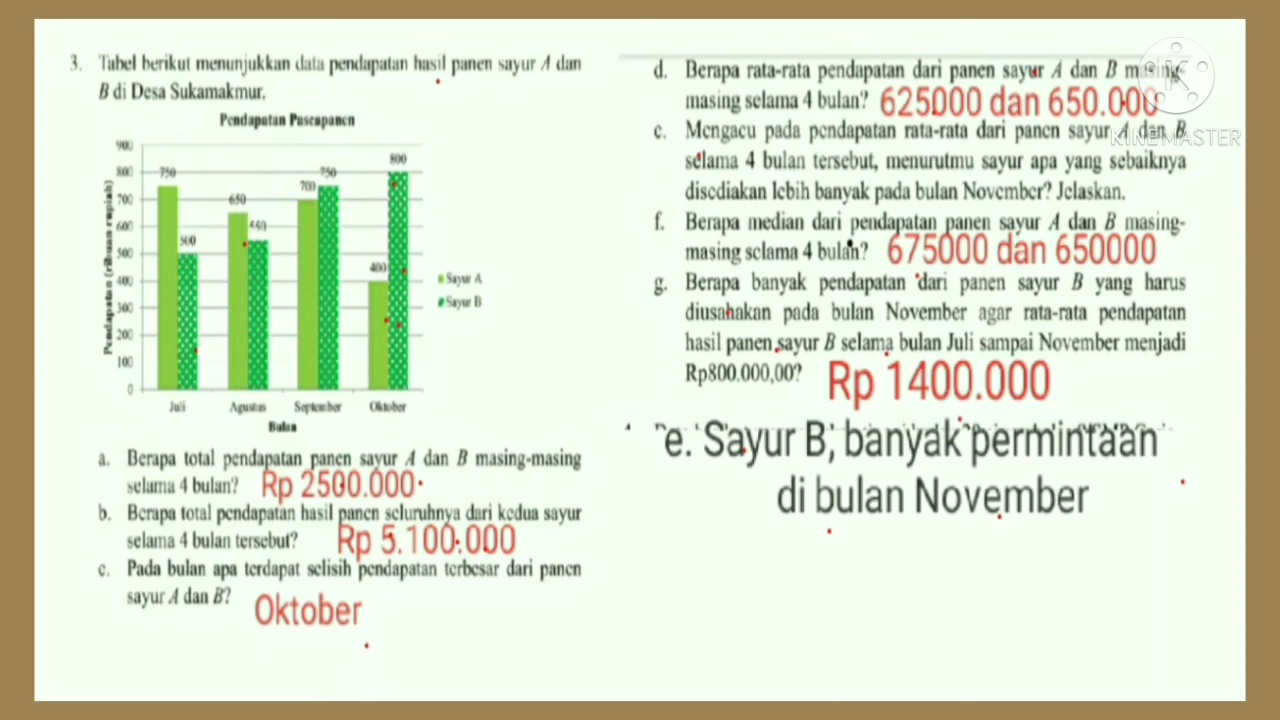 3. Tabel berikut menunjukkan data pendapatan hasil panen sayur A dan
B di Desa Sukamakmur.
Pendapatan Pascapanen
900
800
700
600
500
400
300
200
100
0
Pendapatan (ribuan rupiah)
750
500
650
550
700
750
400
800
Juli Agustus September Oktober
Bulan
Sayur A
Sayur B
a. Berapa total pendapatan panen sayur A dan B masing-masing
selama 4 bulan? Rp 2500.000
b. Berapa total pendapatan hasil panen seluruhnya dari kedua sayur
selama 4 bulan tersebut? Rp 5.100.000
c. Pada bulan apa terdapat selisih pendapatan terbesar dari panen
sayur A dan B? Oktober
d. Berapa rata-rata pendapatan dari panen sayur A dan B masing-
masing selama 4 bulan? 625000 dan 650.000
e. Mengacu pada pendapatan rata-rata dari panen sayur A dan B
selama 4 bulan tersebut, menurutmu sayur apa yang sebaiknya
disediakan lebih banyak pada bulan November? Jelaskan.
f. Berapa median dari pendapatan panen sayur A dan B masing-
masing selama 4 bulan? 675000 dan 650000
g. Berapa banyak pendapatan dari panen sayur B yang harus
diusahakan pada bulan November agar rata-rata pendapatan
hasil panen sayur B selama bulan Juli sampai November menjadi
Rp800.000,00? Rp 1400.000
e. Sayur B, banyak permintaan
di bulan November
K
KINEMASTER